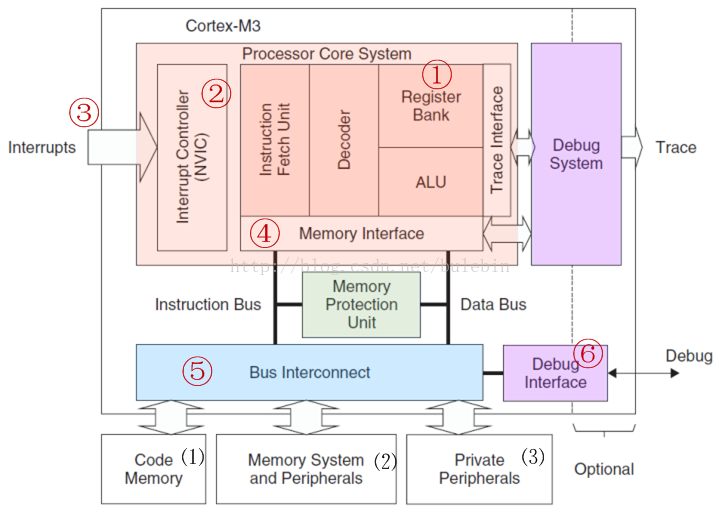 Cortex-M3
Processor Core System
①
②
③
Interrupts
Interrupt Controller
(NVIC)
Instruction
Fetch Unit
Decoder
Register
Bank
ALU
Trace Interface
Debug
System
Trace
④
Memory Interface
http://blog.csdn.net/bulebin
Instruction Bus
Memory
Protection
Unit
Data Bus
⑤
Bus Interconnect
⑥
Debug
Interface
Debug
Code
Memory
(1)
Memory System
and Peripherals
(2)
Private
Peripherals
(3)
Optional